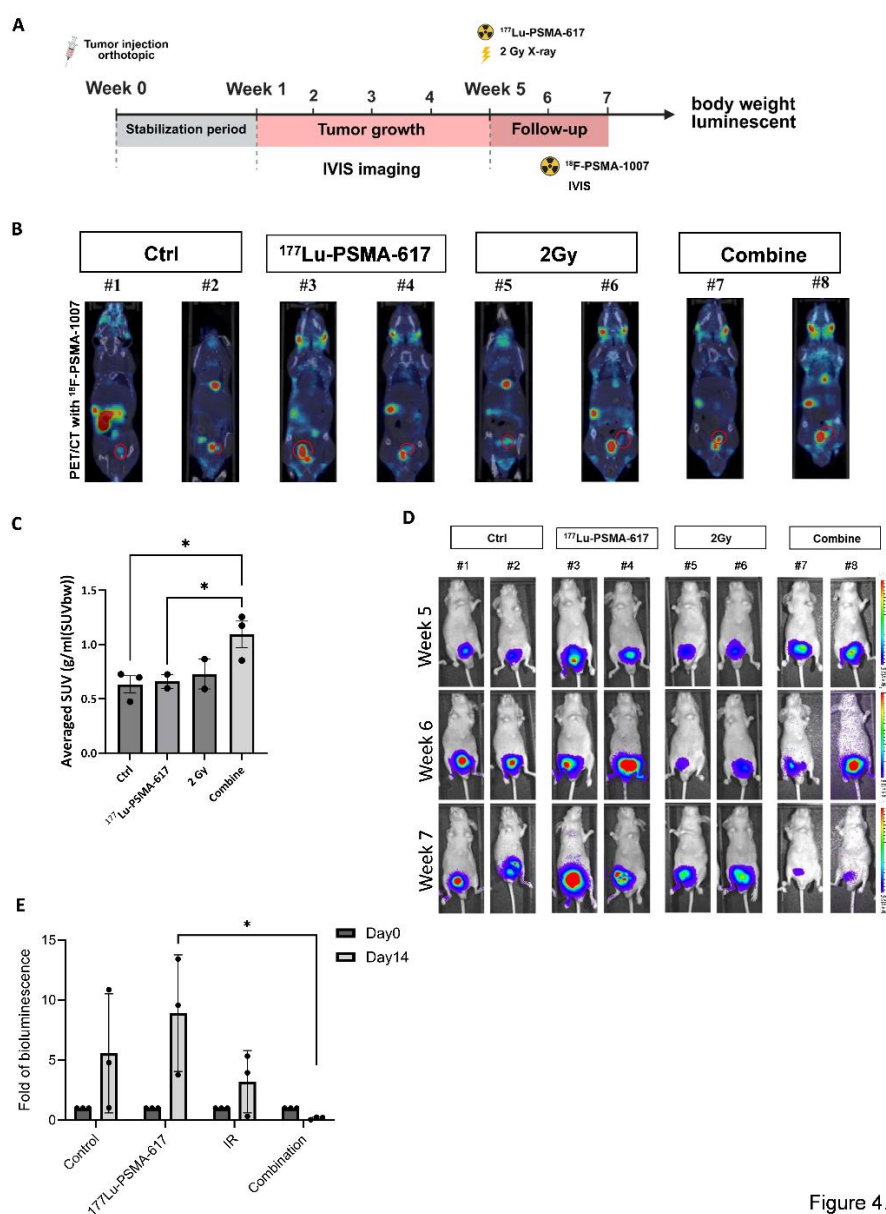 A
Tumor injection
orthotopic
¹⁷⁷Lu-PSMA-617
2 Gy X-ray
Week 0
Week 1
2
3
4
Week 5
6
7
body weight
luminescent
Stabilization period
Tumor growth
Follow-up
IVIS imaging
¹⁸F-PSMA-1007
IVIS
B
Ctrl
¹⁷⁷Lu-PSMA-617
2Gy
Combine
#1
#2
#3
#4
#5
#6
#7
#8
PET/CT with ¹⁸F-PSMA-1007
C
*
*
Averaged SUV (g/ml(SUVbw))
1.5
1.0
0.5
0.0
Ctrl
¹⁷⁷Lu-PSMA-617
2 Gy
Combine
D
Ctrl
¹⁷⁷Lu-PSMA-617
2Gy
Combine
#1
#2
#3
#4
#5
#6
#7
#8
Week 5
Week 6
Week 7
E
*
Day0
Day14
Fold of bioluminescence
15
10
5
0
Control
177Lu-PSMA-617
IR
Combination
Figure 4.